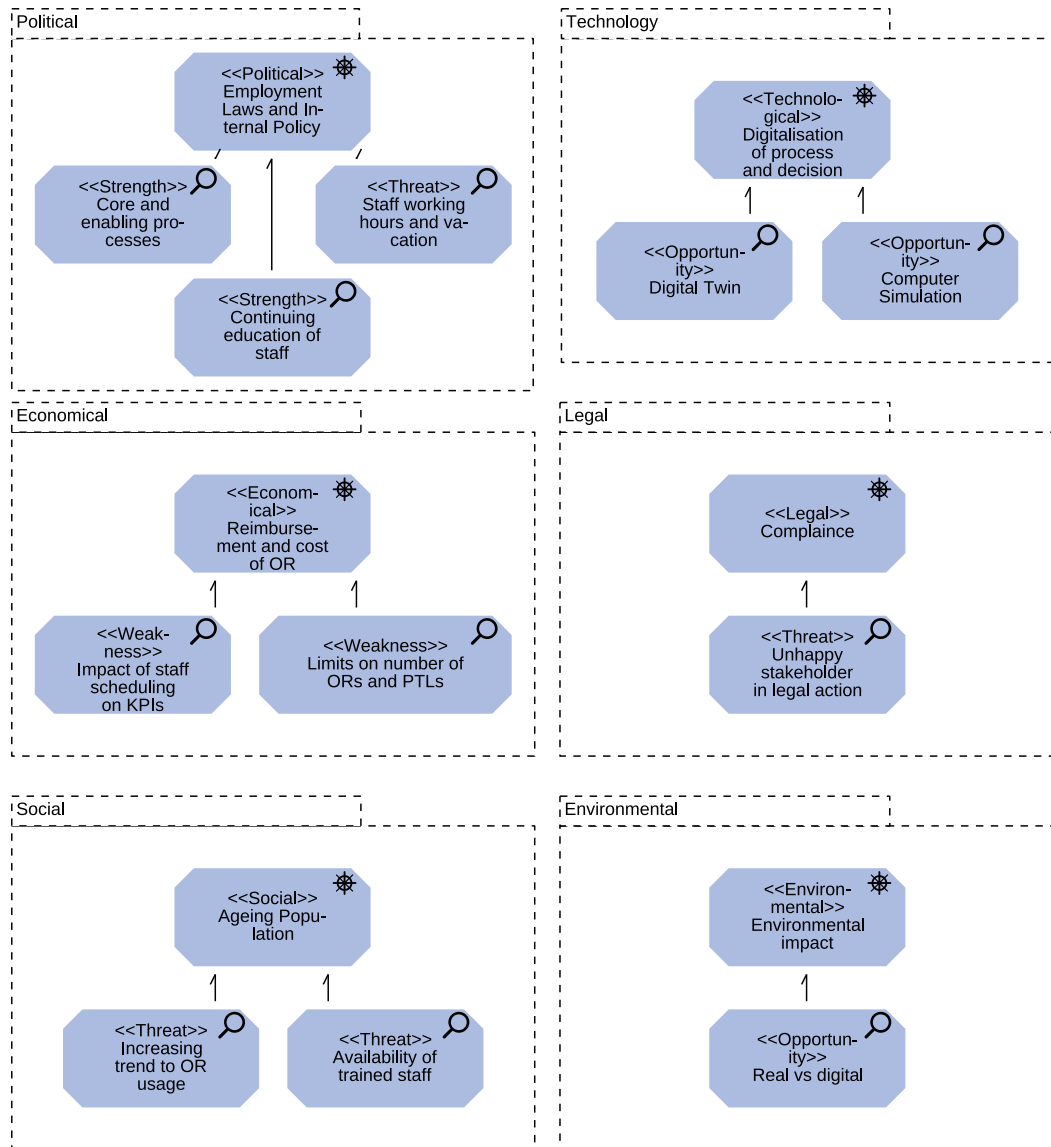 Political
<<Political>>
Employment
Laws and In-
ternal Policy
<<Strength>>
Core and
enabling pro-
cesses
<<Threat>>
Staff working
hours and va-
cation
<<Strength>>
Continuing
education of
staff
Technology
<<Technolo-
gical>>
Digitalisation
of process
and decision
<<Opportun-
ity>>
Digital Twin
<<Opportun-
ity>>
Computer
Simulation
Economical
<<Econom-
ical>>
Reimburse-
ment and cost
of OR
<<Weak-
ness>>
Impact of staff
scheduling
on KPIs
<<Weakness>>
Limits on number of
ORs and PTLs
Legal
<<Legal>>
Complaince
<<Threat>>
Unhappy
stakeholder
in legal action
Social
<<Social>>
Ageing Popu-
lation
<<Threat>>
Increasing
trend to OR
usage
<<Threat>>
Availability of
trained staff
Environmental
<<Environ-
mental>>
Environmental
impact
<<Opportun-
ity>>
Real vs digital